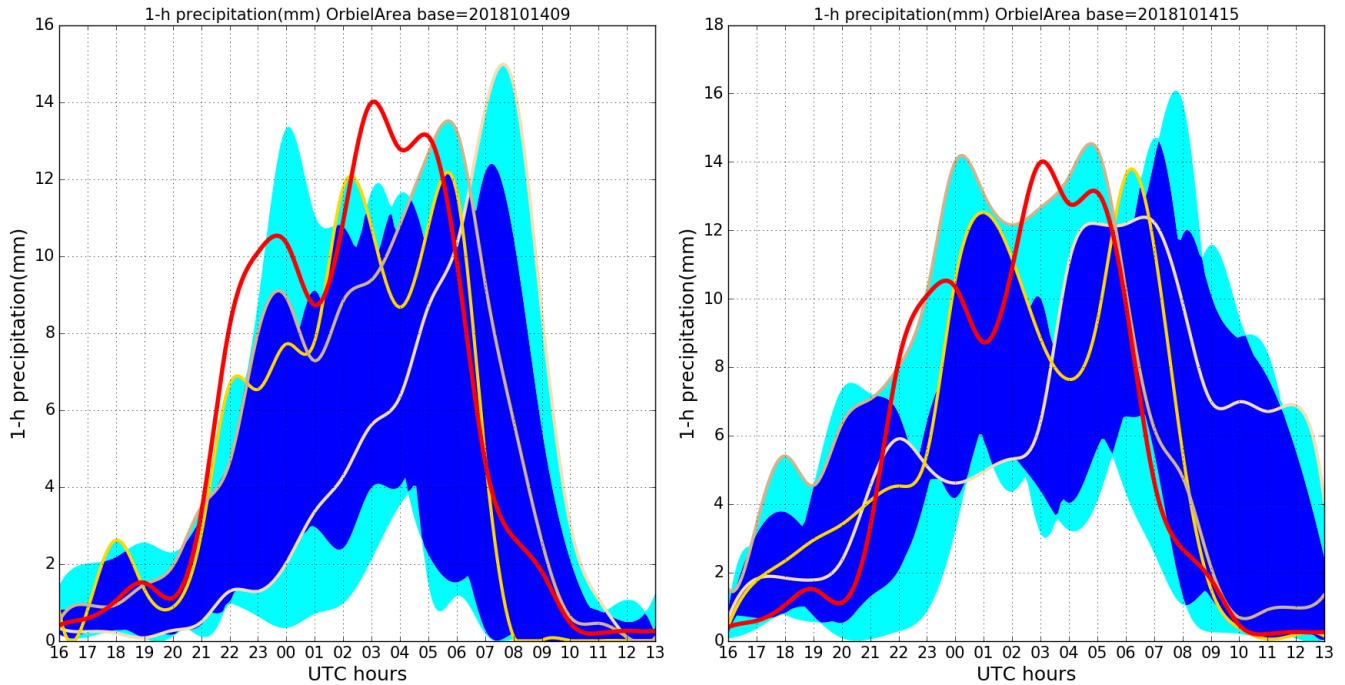 1-h precipitation(mm) OrbielArea base=2018101409
16
14
12
10
8
6
4
2
0
1-h precipitation(mm)
16 17 18 19 20 21 22 23 00 01 02 03 04 05 06 07 08 09 10 11 12 13
UTC hours
1-h precipitation(mm) OrbielArea base=2018101415
18
16
14
12
10
8
6
4
2
0
1-h precipitation(mm)
16 17 18 19 20 21 22 23 00 01 02 03 04 05 06 07 08 09 10 11 12 13
UTC hours